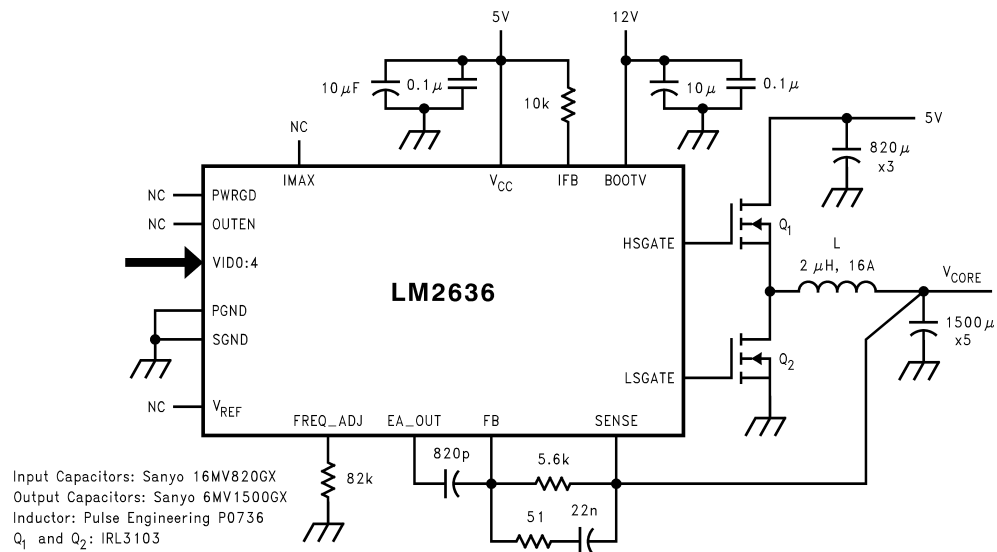 5V
12V
10μF
0.1μ
10k
10μ
0.1μ
5V
820μ
x3
NC
IMAX
VCC
IFB
BOOTV
NC
PWRGD
NC
OUTEN
VID0:4
HSGATE
Q1
L
2 μH, 16A
VCORE
LM2636
PGND
SGND
1500μ
x5
LSGATE
Q2
NC
VREF
FREQ_ADJ
EA_OUT
FB
SENSE
820p
5.6k
82k
51
22n
Input Capacitors: Sanyo 16MV820GX
Output Capacitors: Sanyo 6MV1500GX
Inductor: Pulse Engineering P0736
Q1 and Q2: IRL3103